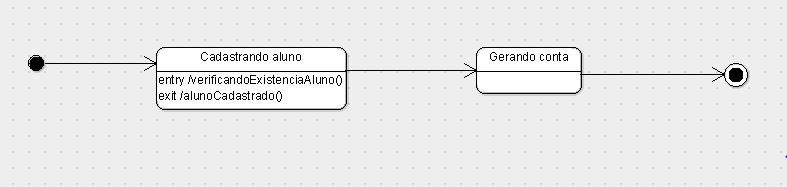 Cadastrando aluno
entry /verificandoExistenciaAluno()
exit /alunoCadastrado()
Gerando conta